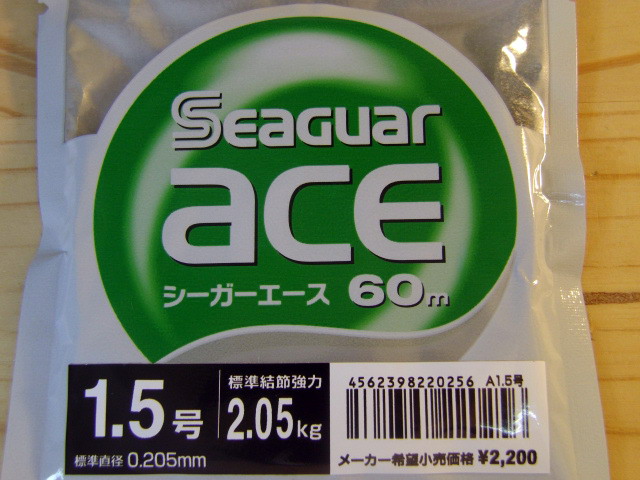 Seaguar
ace
シーガーエース 60m
1.5号
標準直径 0.205mm
標準結節強力
2.05kg
4562398220256 A1.5号
メーカー希望小売価格 ¥2,200